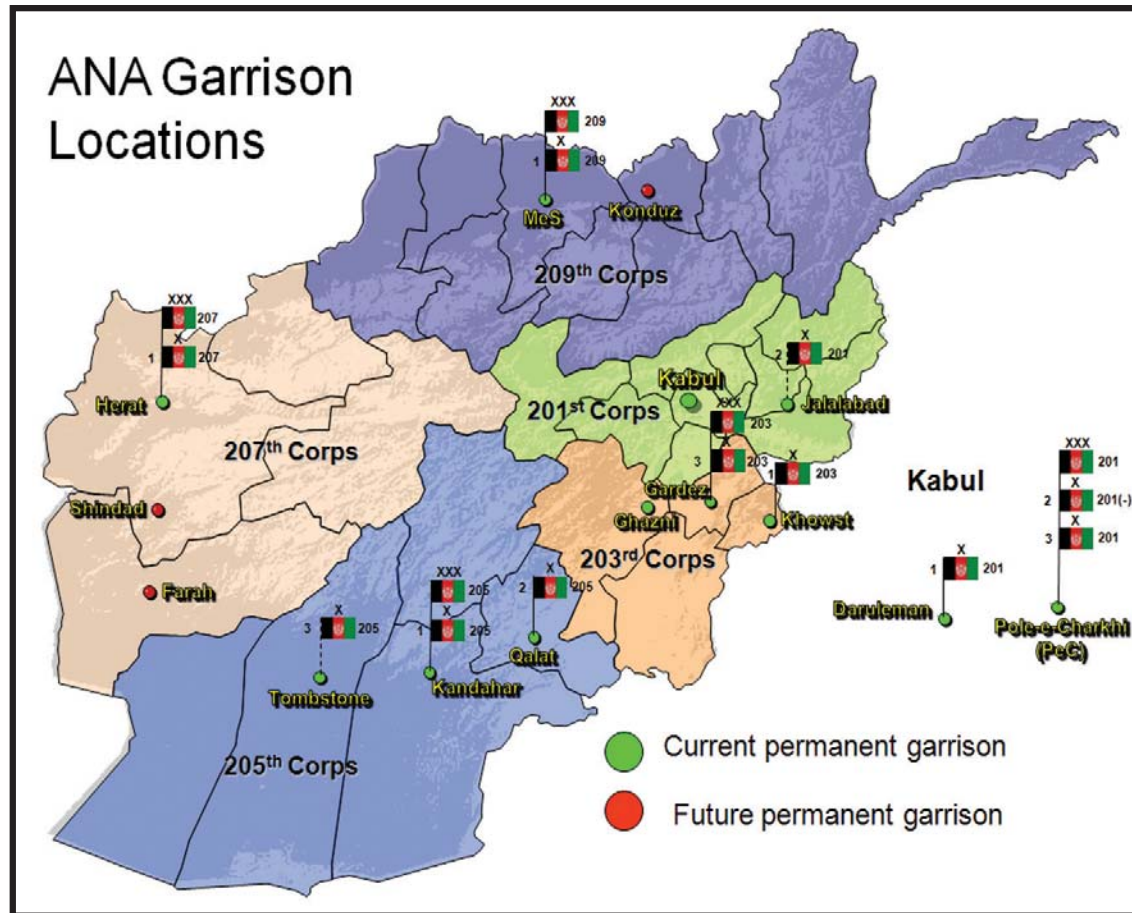 ANA Garrison
Locations
XXX
209
X
1 209
MeS
Konduz
209th Corps
XXX
207
X
1 207
Herat
207th Corps
Shindad
Farah
X
2 201
Jalalabad
Kabul
201st Corps
XXX
203
X
3 203
Gardez
Ghazni
X
1 203
Khowst
203rd Corps
XXX
205
X
1 205
Kandahar
X
2 205
Qalat
X
3 205
Tombstone
205th Corps
Kabul
X
1 201
Daruleman
XXX
201
X
2 201(-)
X
3 201
Pole-e-Charkhi
(PeC)
Current permanent garrison
Future permanent garrison